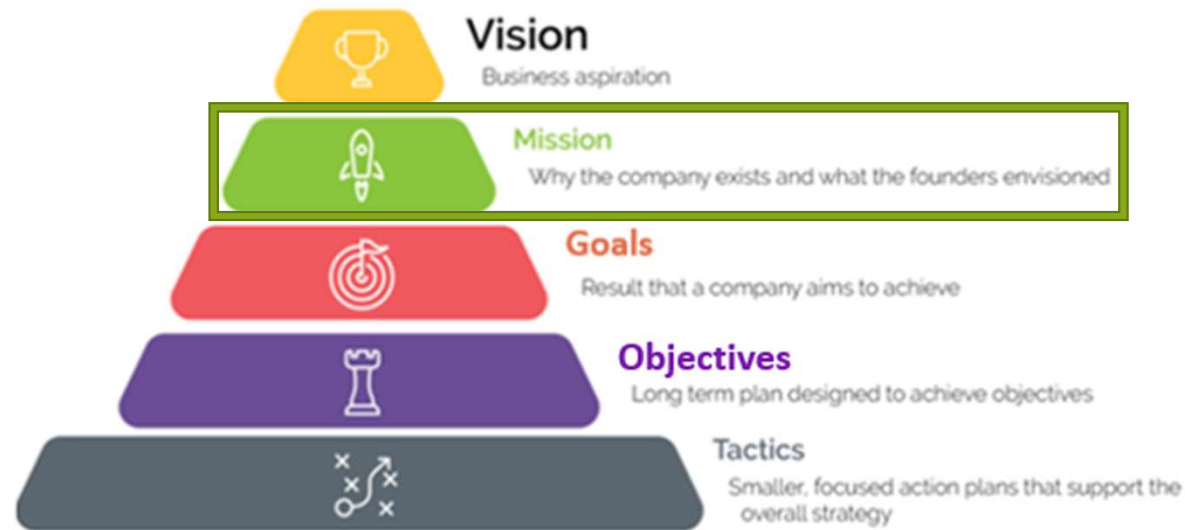 Vision
Business aspiration
Mission
Why the company exists and what the founders envisioned
Goals
Result that a company aims to achieve
Objectives
Long term plan designed to achieve objectives
Tactics
Smaller, focused action plans that support the
overall strategy